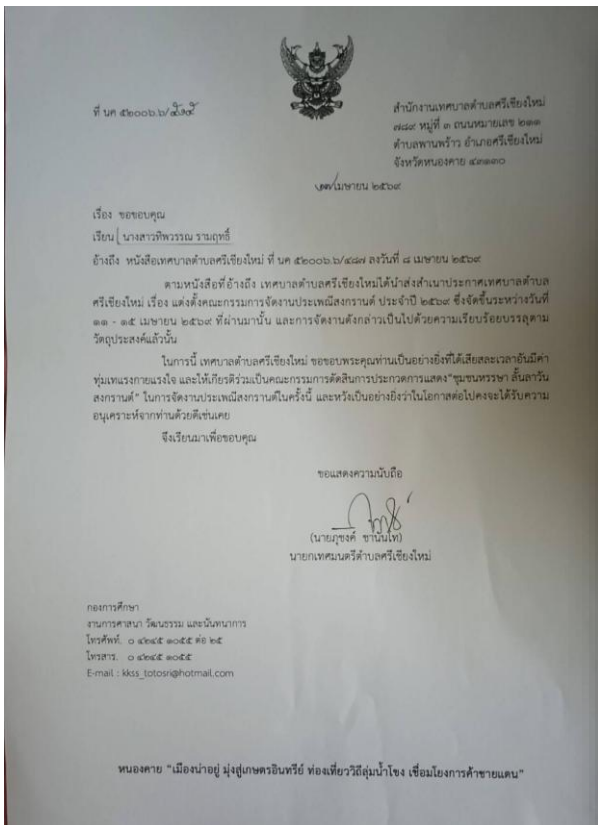 ที่ นค ๕๒๐๐๖.๖/
สำนักงานเทศบาลตำบลศรีเชียงใหม่
๗๘๙ หมู่ที่ ๓ ถนนหมายเลข ๒๑๑
ตำบลพานพร้าว อำเภอศรีเชียงใหม่
จังหวัดหนองคาย ๔๓๑๓๐
เมษายน ๒๕๖๙
เรื่อง ขอขอบคุณ
เรียน นางสาวทิพวรรณ รามฤทธิ์
อ้างถึง หนังสือเทศบาลตำบลศรีเชียงใหม่ ที่ นค ๕๒๐๐๖.๖/๔๘๗ ลงวันที่ ๘ เมษายน ๒๕๖๙
ตามหนังสือที่อ้างถึง เทศบาลตำบลศรีเชียงใหม่ได้นำส่งสำเนาประกาศเทศบาลตำบล
ศรีเชียงใหม่ เรื่อง แต่งตั้งคณะกรรมการจัดงานประเพณีสงกรานต์ ประจำปี ๒๕๖๙ ซึ่งจัดขึ้นระหว่างวันที่
๑๑ - ๑๕ เมษายน ๒๕๖๙ ที่ผ่านมานั้น และการจัดงานดังกล่าวเป็นไปด้วยความเรียบร้อยบรรลุตาม
วัตถุประสงค์แล้วนั้น
ในการนี้ เทศบาลตำบลศรีเชียงใหม่ ขอขอบพระคุณท่านเป็นอย่างยิ่งที่ได้เสียสละเวลาอันมีค่า
ทุ่มเทแรงกายแรงใจ และให้เกียรติร่วมเป็นคณะกรรมการตัดสินการประกวดการแสดง"ชุมชนหรรษา ลั้นลาวัน
สงกรานต์" ในการจัดงานประเพณีสงกรานต์ในครั้งนี้ และหวังเป็นอย่างยิ่งว่าในโอกาสต่อไปคงจะได้รับความ
อนุเคราะห์จากท่านด้วยดีเช่นเคย
จึงเรียนมาเพื่อขอบคุณ
ขอแสดงความนับถือ
(นายภุชงค์ ชานันโท)
นายกเทศมนตรีตำบลศรีเชียงใหม่
กองการศึกษา
งานการศาสนา วัฒนธรรม และนันทนาการ
โทรศัพท์. ๐ ๔๒๔๕ ๑๐๕๕ ต่อ ๒๕
โทรสาร. ๐ ๔๒๔๕ ๑๐๕๕
E-mail : kkss_totosri@hotmail.com
หนองคาย "เมืองน่าอยู่ มุ่งสู่เกษตรอินทรีย์ ท่องเที่ยววิถีลุ่มน้ำโขง เชื่อมโยงการค้าชายแดน"